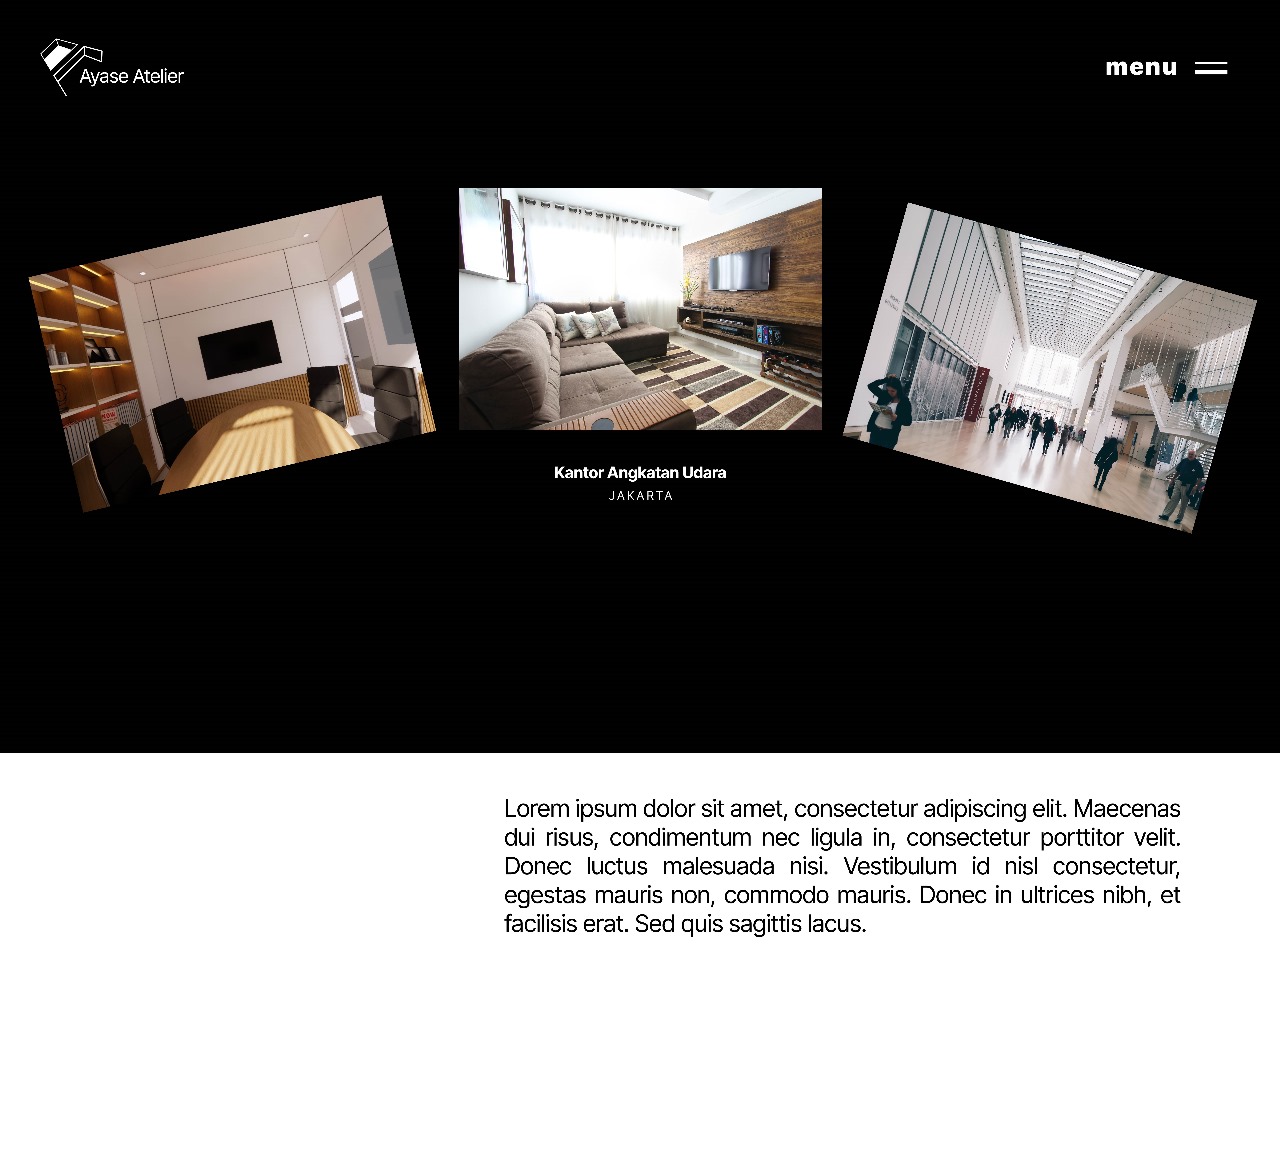 Ayase Atelier
menu
Kantor Angkatan Udara
JAKARTA
Lorem ipsum dolor sit amet, consectetur adipiscing elit. Maecenas
dui risus, condimentum nec ligula in, consectetur porttitor velit.
Donec luctus malesuada nisi. Vestibulum id nisl consectetur,
egestas mauris non, commodo mauris. Donec in ultrices nibh, et
facilisis erat. Sed quis sagittis lacus.